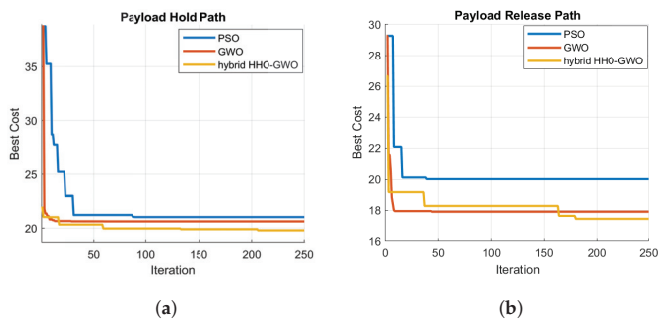 Payload Hold Path
PSO
GWO
hybrid HHO-GWO
Best Cost
35
30
25
20
50
100
150
200
250
Iteration
(a)
Payload Release Path
PSO
GWO
hybrid HHO-GWO
Best Cost
30
28
26
24
22
20
18
16
0
50
100
150
200
250
Iteration
(b)